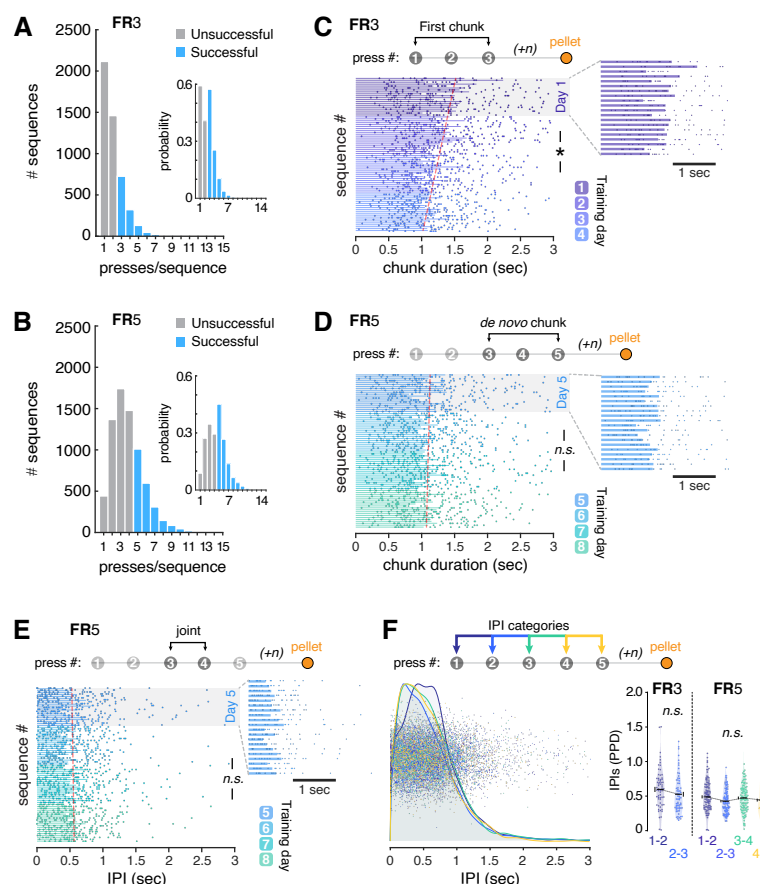 A
FR3
Unsuccessful
Successful
2500
2000
1500
1000
500
0
# sequences
1 3 5 7 9 11 13 15
presses/sequence
probability
0.6
0.3
0
1 7 14
B
FR5
Unsuccessful
Successful
2500
2000
1500
1000
500
0
# sequences
1 3 5 7 9 11 13 15
presses/sequence
probability
0.6
0.3
0
1 7 14
C
FR3
First chunk
(+n)
pellet
press #: 1 2 3
Day 1
*
sequence #
0 0.5 1 1.5 2 2.5 3
chunk duration (sec)
1 sec
Training day
1
2
3
4
D
FR5
de novo chunk
(+n)
pellet
press #: 1 2 3 4 5
Day 5
n.s.
sequence #
0 0.5 1 1.5 2 2.5 3
chunk duration (sec)
1 sec
Training day
5
6
7
8
E
FR5
joint
(+n)
pellet
press #: 1 2 3 4 5
Day 5
n.s.
sequence #
0 0.5 1 1.5 2 2.5 3
IPI (sec)
1 sec
Training day
5
6
7
8
F
IPI categories
(+n)
pellet
press #: 1 2 3 4 5
0 0.5 1 1.5 2 2.5 3
IPI (sec)
IPIs (PPD)
2.0
1.5
1.0
0.5
0
FR3 FR5
n.s.
n.s.
1-2
2-3
1-2
2-3
3-4
4